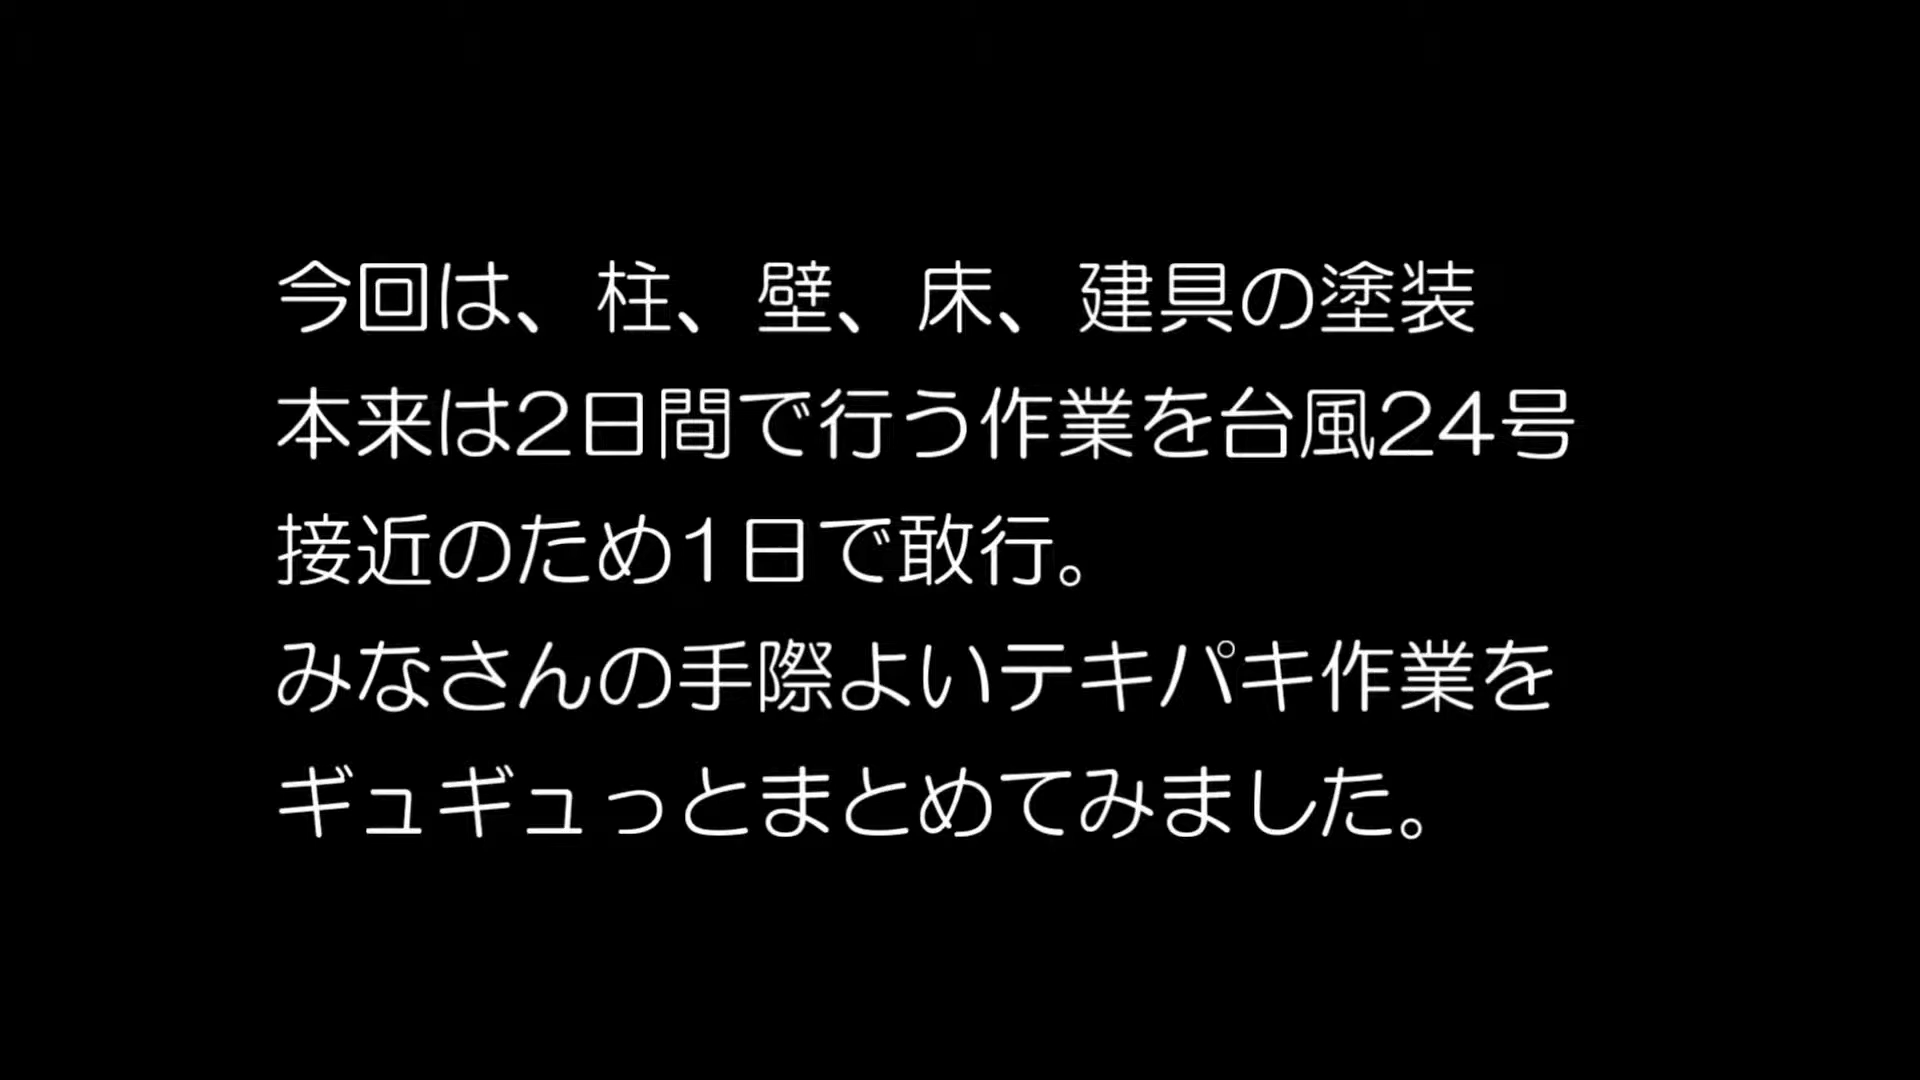 今回は、柱、壁、床、建具の塗装
本来は2日間で行う作業を台風24号
接近のため1日で敢行。
みなさんの手際よいテキパキ作業を
ギュギュっとまとめてみました。